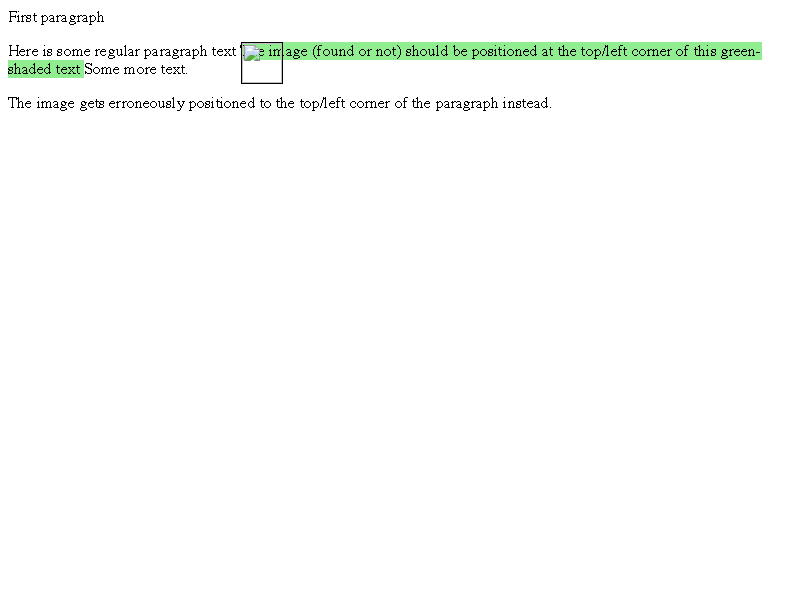 First paragraph
Here is some regular paragraph text image (found or not) should be positioned at the top/left corner of this green-
shaded text Some more text.
The image gets erroneously positioned to the top/left corner of the paragraph instead.